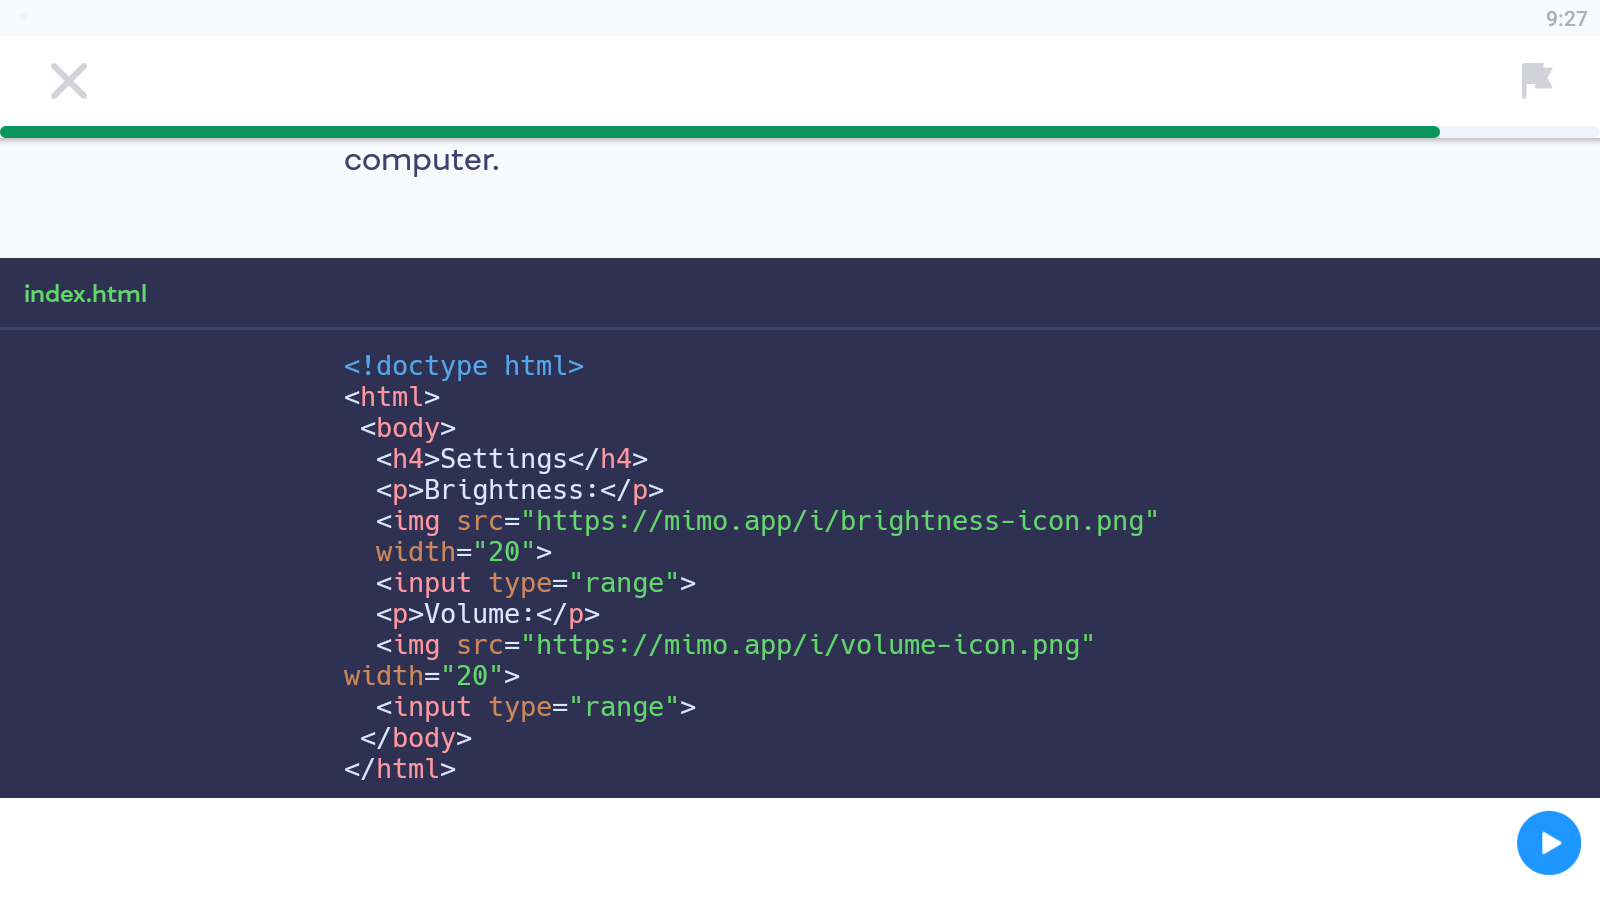 9:27
computer.
index.html
<!doctype html>
<html>
 <body>
  <h4>Settings</h4>
  <p>Brightness:</p>
  <img src="https://mimo.app/i/brightness-icon.png"
  width="20">
  <input type="range">
  <p>Volume:</p>
  <img src="https://mimo.app/i/volume-icon.png"
width="20">
  <input type="range">
 </body>
</html>